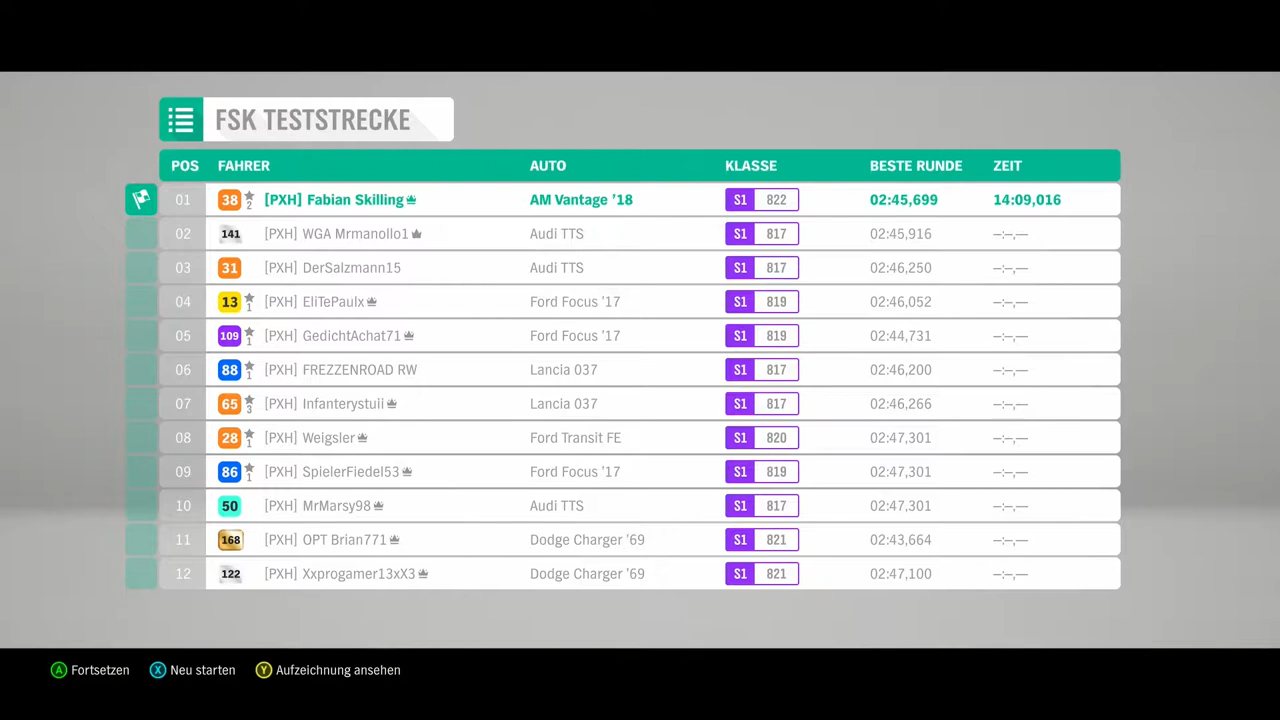 FSK TESTSTRECKE
POS FAHRER AUTO KLASSE BESTE RUNDE ZEIT
01 38 2 [PXH] Fabian Skilling AM Vantage '18 S1 822 02:45,699 14:09,016
02 141 [PXH] WGA Mrmanollo1 Audi TTS S1 817 02:45,916 --:--,---
03 31 [PXH] DerSalzmann15 Audi TTS S1 817 02:46,250 --:--,---
04 13 1 [PXH] EliTePaulx Ford Focus '17 S1 819 02:46,052 --:--,---
05 109 1 [PXH] GedichtAchat71 Ford Focus '17 S1 819 02:44,731 --:--,---
06 88 1 [PXH] FREZZENROAD RW Lancia 037 S1 817 02:46,200 --:--,---
07 65 3 [PXH] Infanterystuii Lancia 037 S1 817 02:46,266 --:--,---
08 28 1 [PXH] Weigsler Ford Transit FE S1 820 02:47,301 --:--,---
09 86 1 [PXH] SpielerFiedel53 Ford Focus '17 S1 819 02:47,301 --:--,---
10 50 [PXH] MrMarsy98 Audi TTS S1 817 02:47,301 --:--,---
11 168 [PXH] OPT Brian771 Dodge Charger '69 S1 821 02:43,664 --:--,---
12 122 [PXH] Xxprogamer13xX3 Dodge Charger '69 S1 821 02:47,100 --:--,---
A Fortsetzen X Neu starten Y Aufzeichnung ansehen